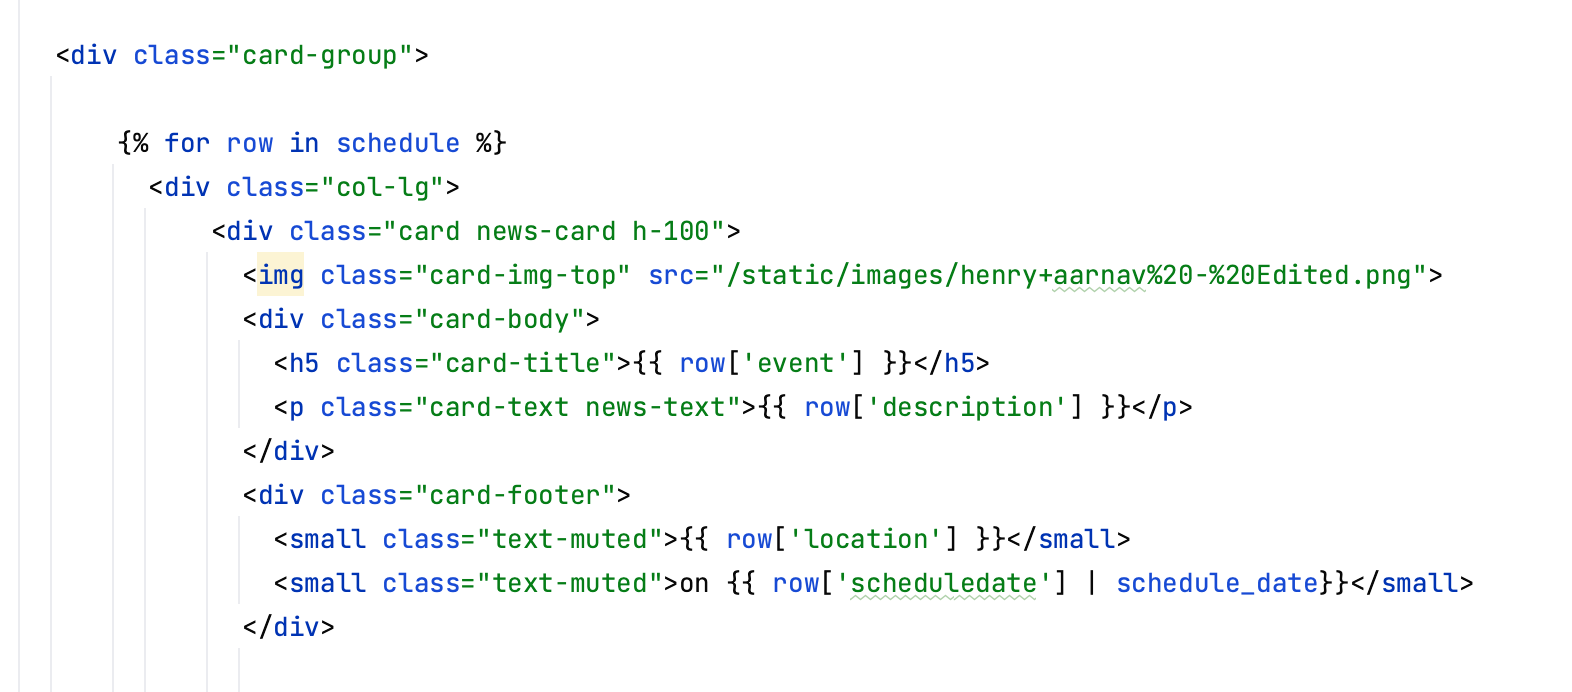 <div class="card-group">
{% for row in schedule %}
<div class="col-lg">
<div class="card news-card h-100">
<img class="card-img-top" src="/static/images/henry+aarnav%20-%20Edited.png">
<div class="card-body">
<h5 class="card-title">{{ row['event'] }}</h5>
<p class="card-text news-text">{{ row['description'] }}</p>
</div>
<div class="card-footer">
<small class="text-muted">{{ row['location'] }}</small>
<small class="text-muted">on {{ row['scheduledate'] | schedule_date}}</small>
</div>